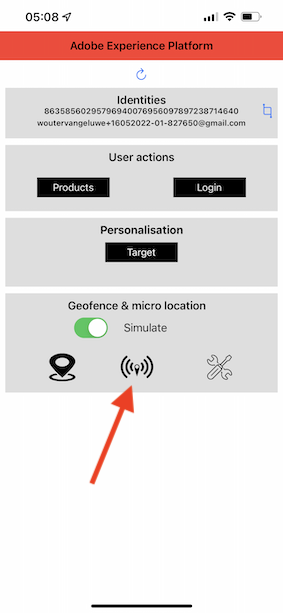 05:08
Adobe Experience Platform
Identities
86358560295796940076956097897238714640
woutervangeluwe+16052022-01-827650@gmail.com
User actions
Products
Login
Personalisation
Target
Geofence & micro location
Simulate